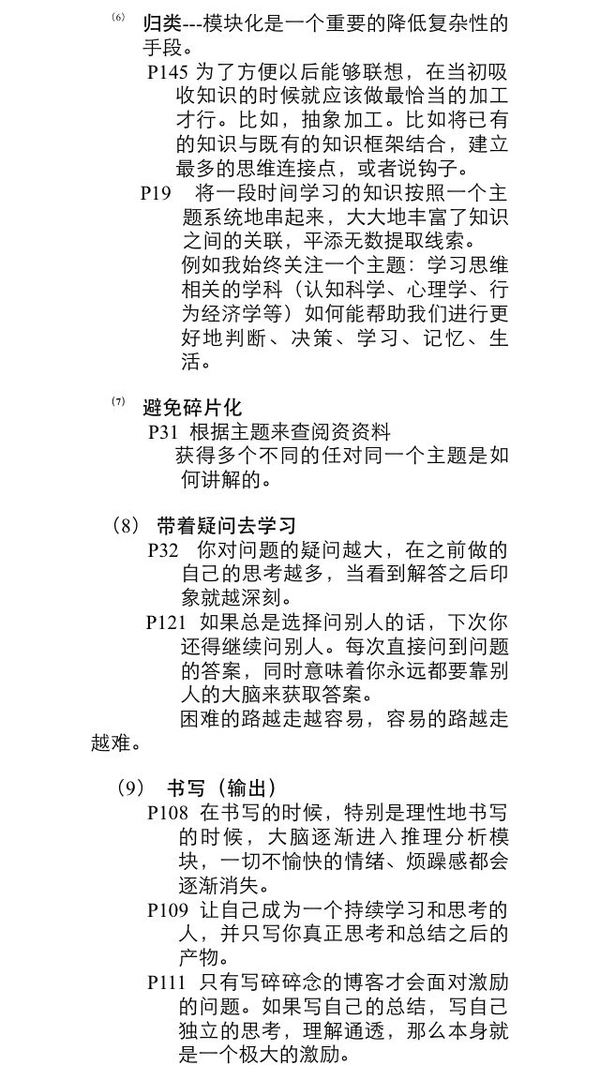 (6) 归类---模块化是一个重要的降低复杂性的
手段。
P145 为了方便以后能够联想，在当初吸
收知识的时候就应该做最恰当的加工
才行。比如，抽象加工。比如将已有
的知识与既有的知识框架结合，建立
最多的思维连接点，或者说钩子。
P19 将一段时间学习的知识按照一个主
题系统地串起来，大大地丰富了知识
之间的关联，平添无数提取线索。
例如我始终关注一个主题：学习思维
相关的学科（认知科学、心理学、行
为经济学等）如何能帮助我们进行更
好地判断、决策、学习、记忆、生
活。
(7) 避免碎片化
P31 根据主题来查阅资资料
获得多个不同的任对同一个主题是如
何讲解的。
（8） 带着疑问去学习
P32 你对问题的疑问越大，在之前做的
自己的思考越多，当看到解答之后印
象就越深刻。
P121 如果总是选择问别人的话，下次你
还得继续问别人。每次直接问到问题
的答案，同时意味着你永远都要靠别
人的大脑来获取答案。
困难的路越走越容易，容易的路越走
越难。
（9） 书写（输出）
P108 在书写的时候，特别是理性地书写
的时候，大脑逐渐进入推理分析模
块，一切不愉快的情绪、烦躁感都会
逐渐消失。
P109 让自己成为一个持续学习和思考的
人，并只写你真正思考和总结之后的
产物。
P111 只有写碎碎念的博客才会面对激励
的问题。如果写自己的总结，写自己
独立的思考，理解通透，那么本身就
是一个极大的激励。